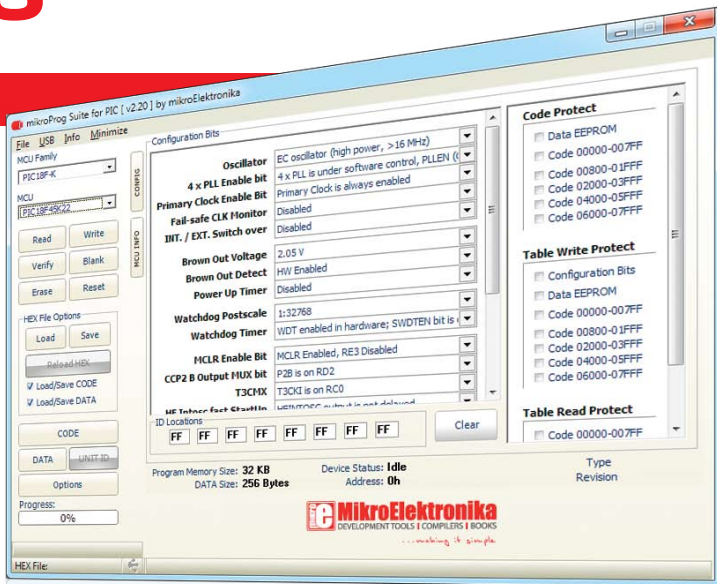 mikroProg Suite for PIC [ v2.20 ] by mikroElektronika
File USB Info Minimize
MCU Family
PIC18F-K
MCU
PIC18F45K22
Read Write
Verify Blank
Erase Reset
HEX File Options
Load Save
Reload HEX
Load/Save CODE
Load/Save DATA
CODE
DATA UNIT ID
Options
Progress:
0%
HEX File:
CONFIG
MCU INFO
Configuration Bits
Oscillator EC oscillator (high power, >16 MHz)
4 x PLL Enable bit 4 x PLL is under software control, PLLEN
Primary Clock Enable Bit Primary Clock is always enabled
Fail-safe CLK Monitor Disabled
INT. / EXT. Switch over Disabled
Brown Out Voltage 2.05 V
Brown Out Detect HW Enabled
Power Up Timer Disabled
Watchdog Postscale 1:32768
Watchdog Timer WDT enabled in hardware; SWDTEN bit is
MCLR Enable Bit MCLR Enabled, RE3 Disabled
CCP2 B Output MUX bit P2B is on RD2
T3CMX T3CKI is on RC0
HF Intosc fast StartUp HFINTOSC output is not delayed
ID Locations
FF FF FF FF FF FF FF FF
Clear
Program Memory Size: 32 KB Device Status: Idle
DATA Size: 256 Bytes Address: 0h
Code Protect
Data EEPROM
Code 00000-007FF
Code 00800-01FFF
Code 02000-03FFF
Code 04000-05FFF
Code 06000-07FFF
Table Write Protect
Configuration Bits
Data EEPROM
Code 00000-007FF
Code 00800-01FFF
Code 02000-03FFF
Code 04000-05FFF
Code 06000-07FFF
Table Read Protect
Code 00000-007FF
Type
Revision
MikroElektronika
DEVELOPMENT TOOLS | COMPILERS | BOOKS
...making it simple